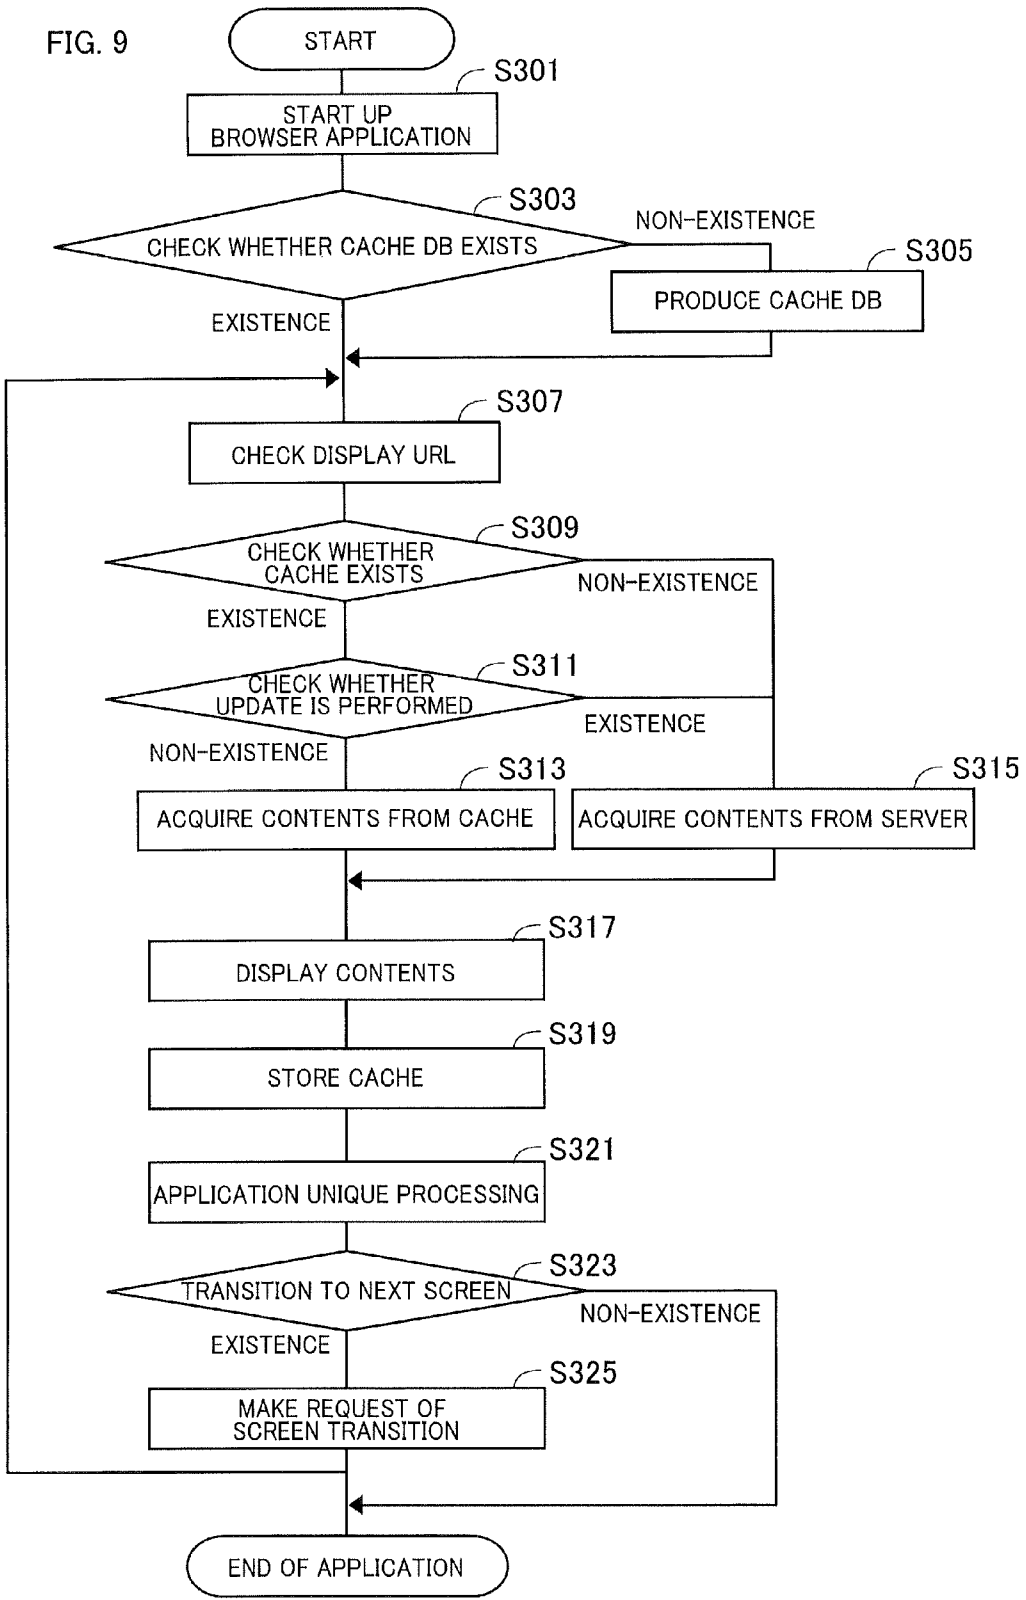 FIG. 9
START
S301
START UP
BROWSER APPLICATION
S303
CHECK WHETHER CACHE DB EXISTS
NON-EXISTENCE
S305
PRODUCE CACHE DB
EXISTENCE
S307
CHECK DISPLAY URL
S309
CHECK WHETHER
CACHE EXISTS
NON-EXISTENCE
EXISTENCE
S311
CHECK WHETHER
UPDATE IS PERFORMED
EXISTENCE
NON-EXISTENCE
S313
ACQUIRE CONTENTS FROM CACHE
S315
ACQUIRE CONTENTS FROM SERVER
S317
DISPLAY CONTENTS
S319
STORE CACHE
S321
APPLICATION UNIQUE PROCESSING
S323
TRANSITION TO NEXT SCREEN
NON-EXISTENCE
EXISTENCE
S325
MAKE REQUEST OF
SCREEN TRANSITION
END OF APPLICATION